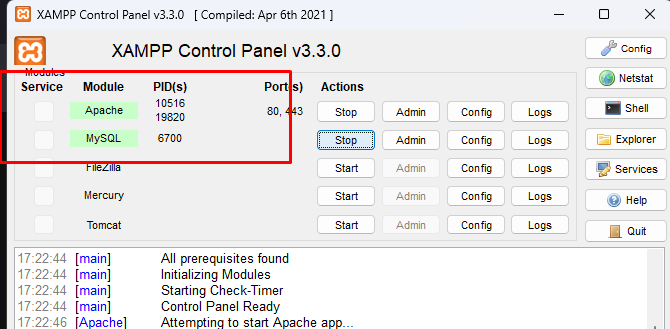 XAMPP Control Panel v3.3.0 [ Compiled: Apr 6th 2021 ]
XAMPP Control Panel v3.3.0
Config
Modules
Service Module PID(s) Port(s) Actions
Netstat
Apache 10516 19820 80, 443 Stop Admin Config Logs
Shell
MySQL 6700 Stop Admin Config Logs
Explorer
FileZilla Start Admin Config Logs
Services
Mercury Start Admin Config Logs
Help
Tomcat Start Admin Config Logs
Quit
17:22:44 [main] All prerequisites found
17:22:44 [main] Initializing Modules
17:22:44 [main] Starting Check-Timer
17:22:44 [main] Control Panel Ready
17:22:46 [Apache] Attempting to start Apache app...